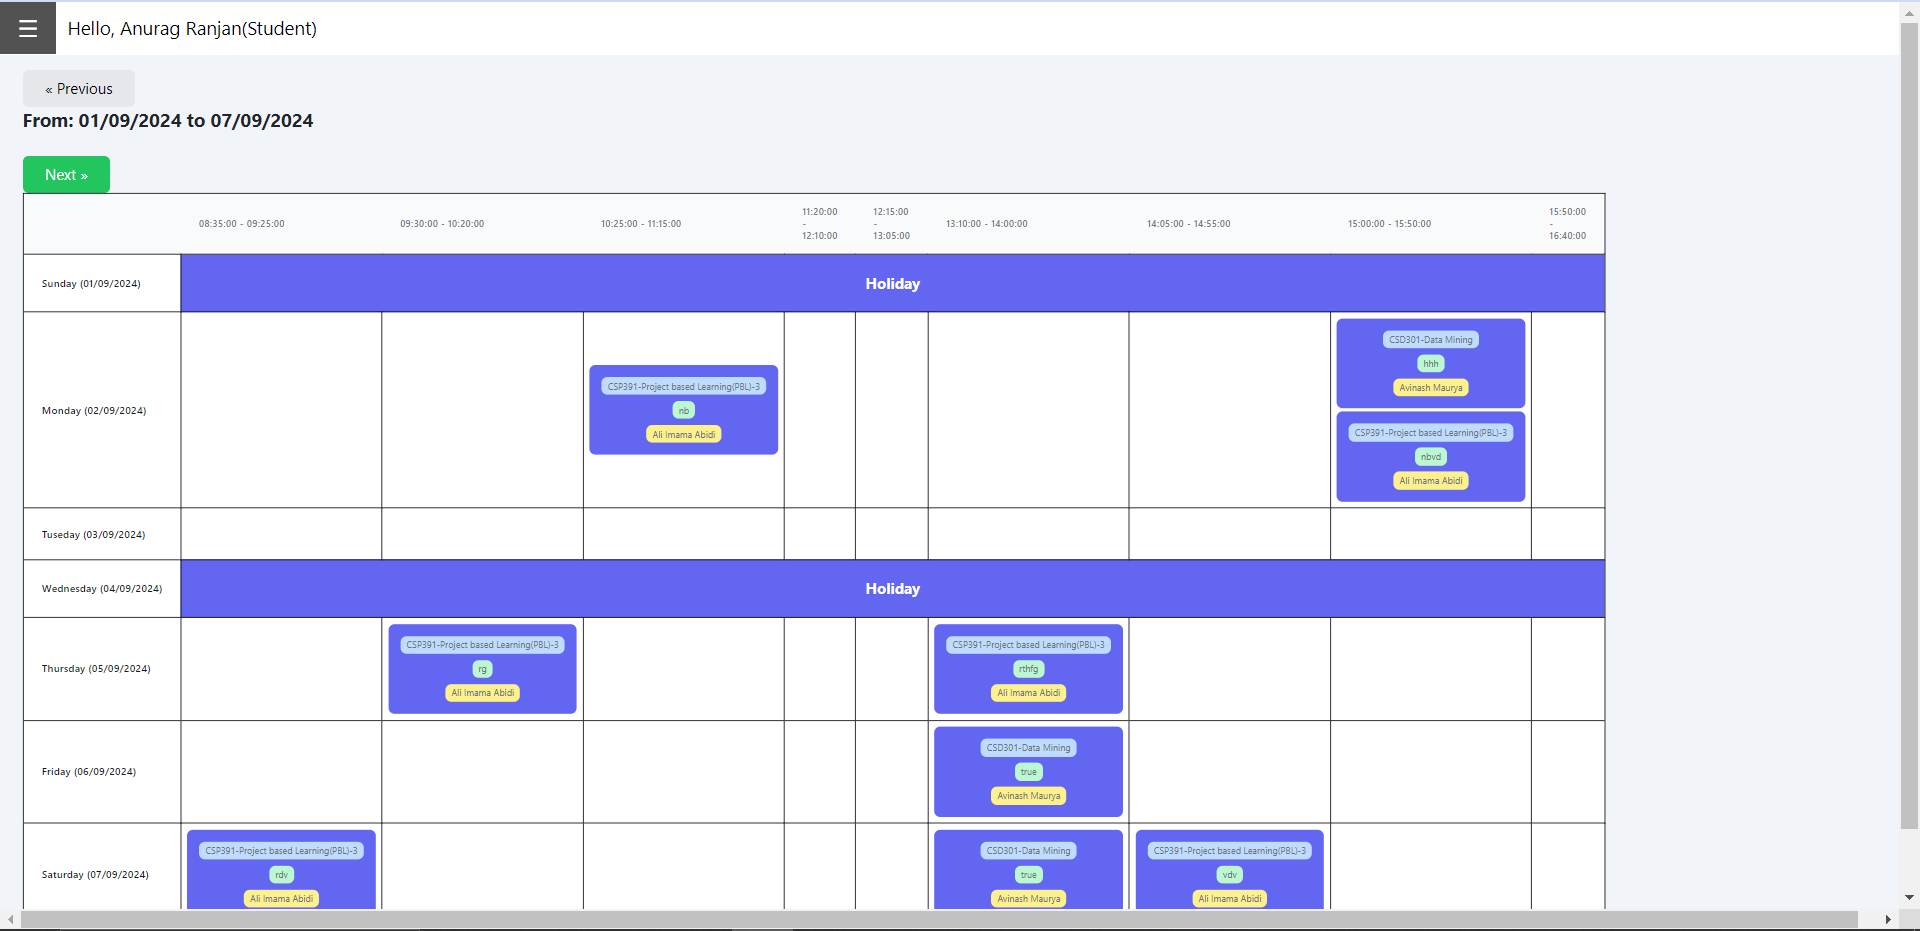 ☰ Hello, Anurag Ranjan(Student)
« Previous
From: 01/09/2024 to 07/09/2024
Next »
08:35:00 - 09:25:00
09:30:00 - 10:20:00
10:25:00 - 11:15:00
11:20:00
-
12:10:00
12:15:00
-
13:05:00
13:10:00 - 14:00:00
14:05:00 - 14:55:00
15:00:00 - 15:50:00
15:50:00
-
16:40:00
Sunday (01/09/2024)
Holiday
Monday (02/09/2024)
CSP391-Project based Learning(PBL)-3
nb
Ali Imama Abidi
CSD301-Data Mining
hhh
Avinash Maurya
CSP391-Project based Learning(PBL)-3
nbvd
Ali Imama Abidi
Tuseday (03/09/2024)
Wednesday (04/09/2024)
Holiday
Thursday (05/09/2024)
CSP391-Project based Learning(PBL)-3
rg
Ali Imama Abidi
CSP391-Project based Learning(PBL)-3
rthfg
Ali Imama Abidi
Friday (06/09/2024)
CSD301-Data Mining
true
Avinash Maurya
Saturday (07/09/2024)
CSP391-Project based Learning(PBL)-3
rdv
Ali Imama Abidi
CSD301-Data Mining
true
Avinash Maurya
CSP391-Project based Learning(PBL)-3
vdv
Ali Imama Abidi